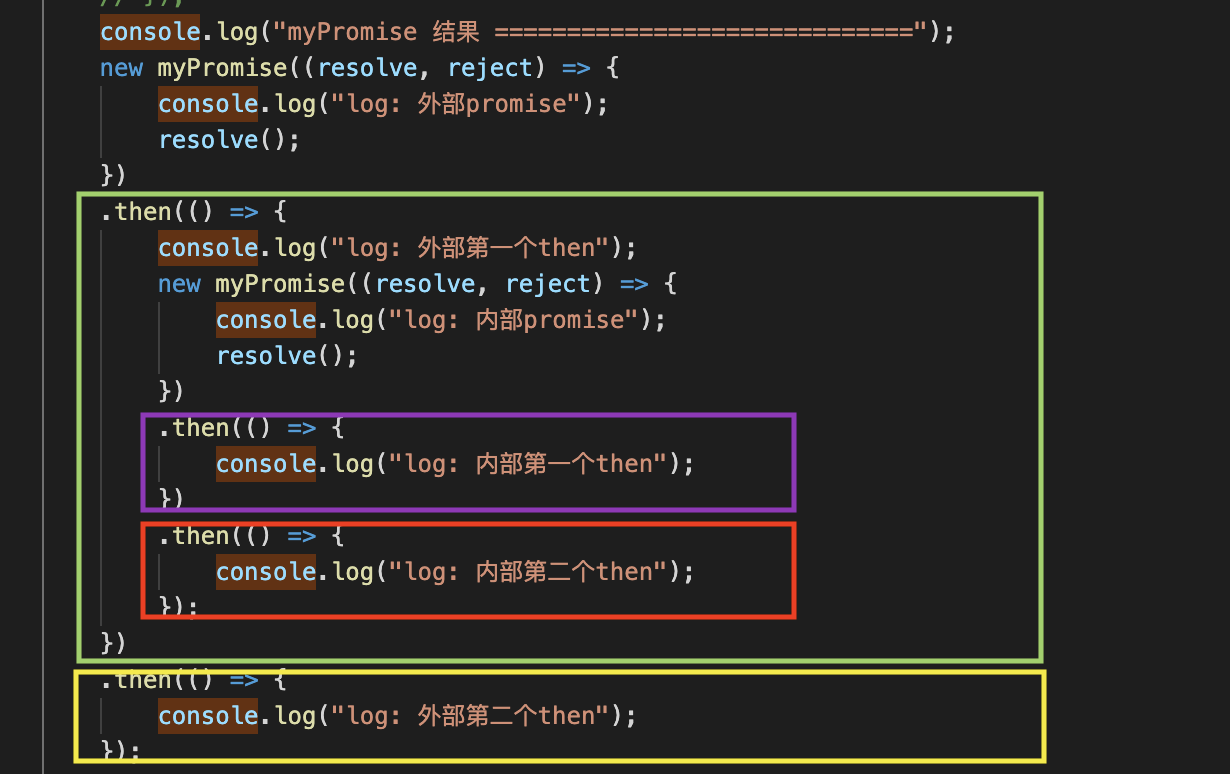 // });
console.log("myPromise 结果 =============================");
new myPromise((resolve, reject) => {
console.log("log: 外部promise");
resolve();
})
.then(() => {
console.log("log: 外部第一个then");
new myPromise((resolve, reject) => {
console.log("log: 内部promise");
resolve();
})
.then(() => {
console.log("log: 内部第一个then");
})
.then(() => {
console.log("log: 内部第二个then");
});
})
.then(() => {
console.log("log: 外部第二个then");
});